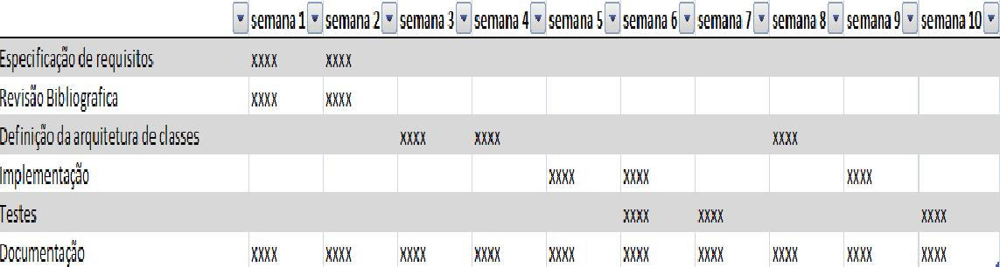 semana 1 semana 2 semana 3 semana 4 semana 5 semana 6 semana 7 semana 8 semana 9 semana 10
Especificação de requisitos xxxx xxxx
Revisão Bibliografica xxxx xxxx
Definição da arquitetura de classes xxxx xxxx xxxx
Implementação xxxx xxxx xxxx
Testes xxxx xxxx xxxx
Documentação xxxx xxxx xxxx xxxx xxxx xxxx xxxx xxxx xxxx xxxx